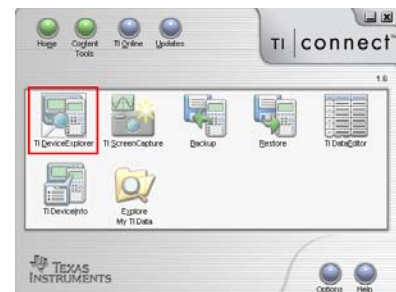 TI connect™
Home
Content Tools
TI Online
Updates
1.6
TI DeviceExplorer
TI ScreenCapture
Backup
Restore
TI DataEditor
TI DeviceInfo
Explore
My TI Data
TEXAS
INSTRUMENTS
Options
Help